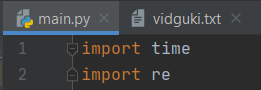 main.py vidguki.txt
1 import time
2 import re